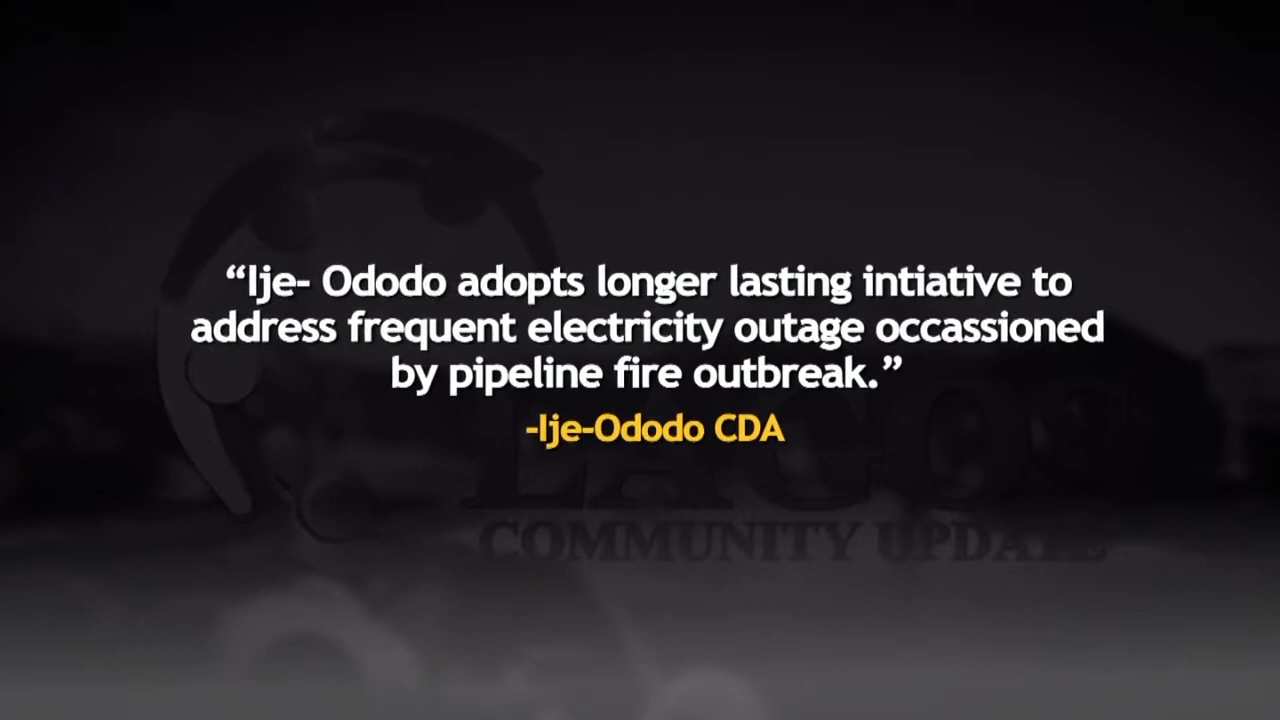 “Ije- Ododo adopts longer lasting intiative to
address frequent electricity outage occassioned
by pipeline fire outbreak.”
-Ije-Ododo CDA
LAGOS
COMMUNITY UPDATE